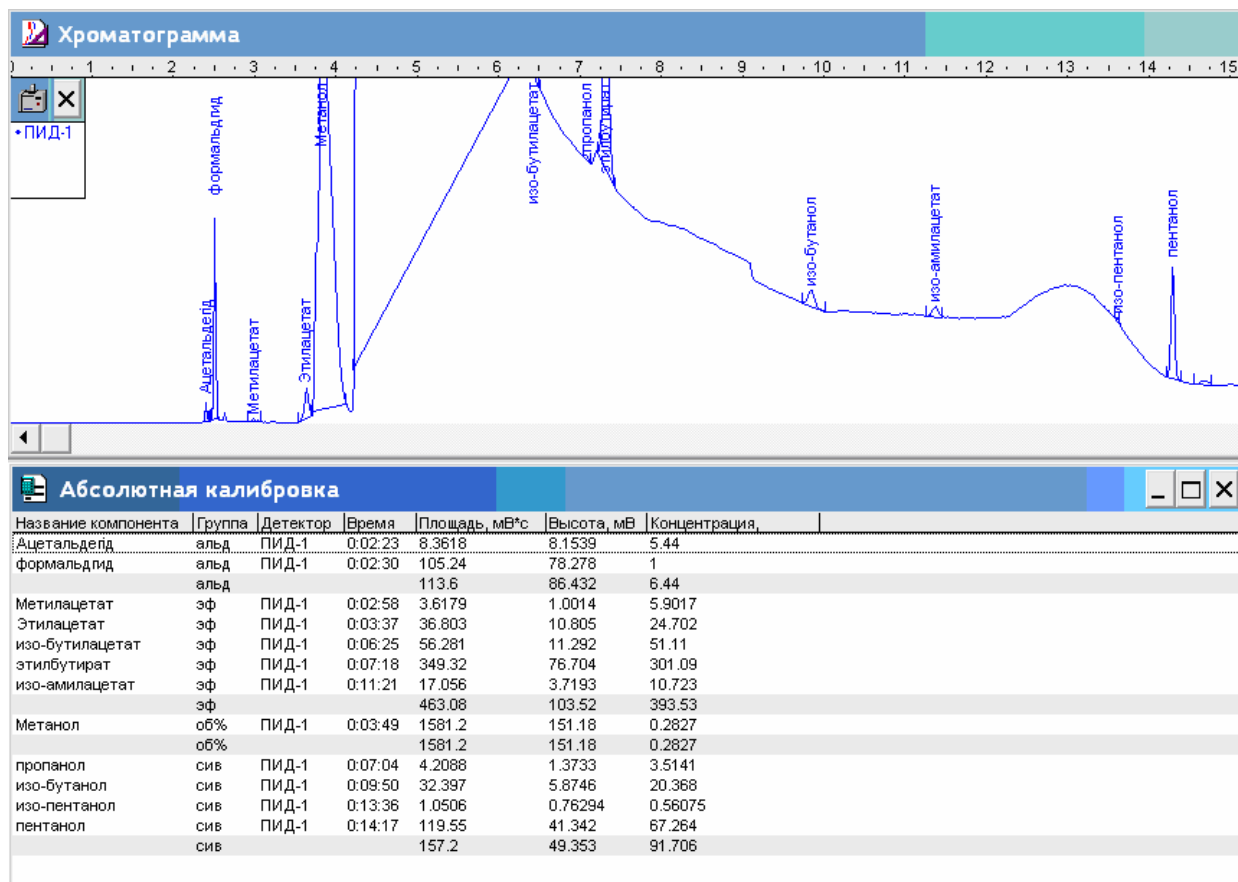 Хроматограмма
1 2 3 4 5 6 7 8 9 10 11 12 13 14 15
•ПИД-1
Ацетальдегід
формальдгид
Метилацетат
Этилацетат
Метанол
изо-бутилацетат
пропанол
этилбутират
изо-бутанол
изо-амилацетат
изо-пентанол
пентанол
Абсолютная калибровка
Название компонента Группа Детектор Время Площадь, мВ*с Высота, мВ Концентрация,
Ацетальдегід альд ПИД-1 0:02:23 8.3618 8.1539 5.44
формальдгид альд ПИД-1 0:02:30 105.24 78.278 1
альд 113.6 86.432 6.44
Метилацетат эф ПИД-1 0:02:58 3.6179 1.0014 5.9017
Этилацетат эф ПИД-1 0:03:37 36.803 10.805 24.702
изо-бутилацетат эф ПИД-1 0:06:25 56.281 11.292 51.11
этилбутират эф ПИД-1 0:07:18 349.32 76.704 301.09
изо-амилацетат эф ПИД-1 0:11:21 17.056 3.7193 10.723
эф 463.08 103.52 393.53
Метанол об% ПИД-1 0:03:49 1581.2 151.18 0.2827
об% 1581.2 151.18 0.2827
пропанол сив ПИД-1 0:07:04 4.2088 1.3733 3.5141
изо-бутанол сив ПИД-1 0:09:50 32.397 5.8746 20.368
изо-пентанол сив ПИД-1 0:13:36 1.0506 0.76294 0.56075
пентанол сив ПИД-1 0:14:17 119.55 41.342 67.264
сив 157.2 49.353 91.706